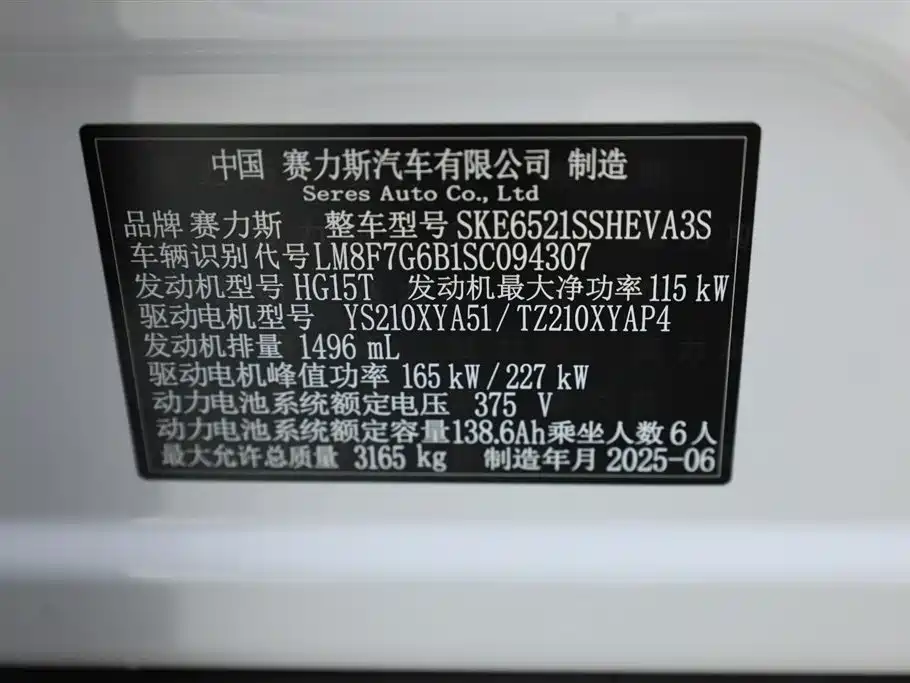 中国 赛力斯汽车有限公司 制造
Seres Auto Co., Ltd
品牌 赛力斯 整车型号 SKE6521SSHEVA3S
车辆识别代号 LM8F7G6B1SC094307
发动机型号 HG15T 发动机最大净功率 115 kW
驱动电机型号 YS210XYA51/TZ210XYAP4
发动机排量 1496 mL
驱动电机峰值功率 165 kW/227 kW
动力电池系统额定电压 375 V
动力电池系统额定容量 138.6Ah 乘坐人数 6人
最大允许总质量 3165 kg 制造年月 2025-06